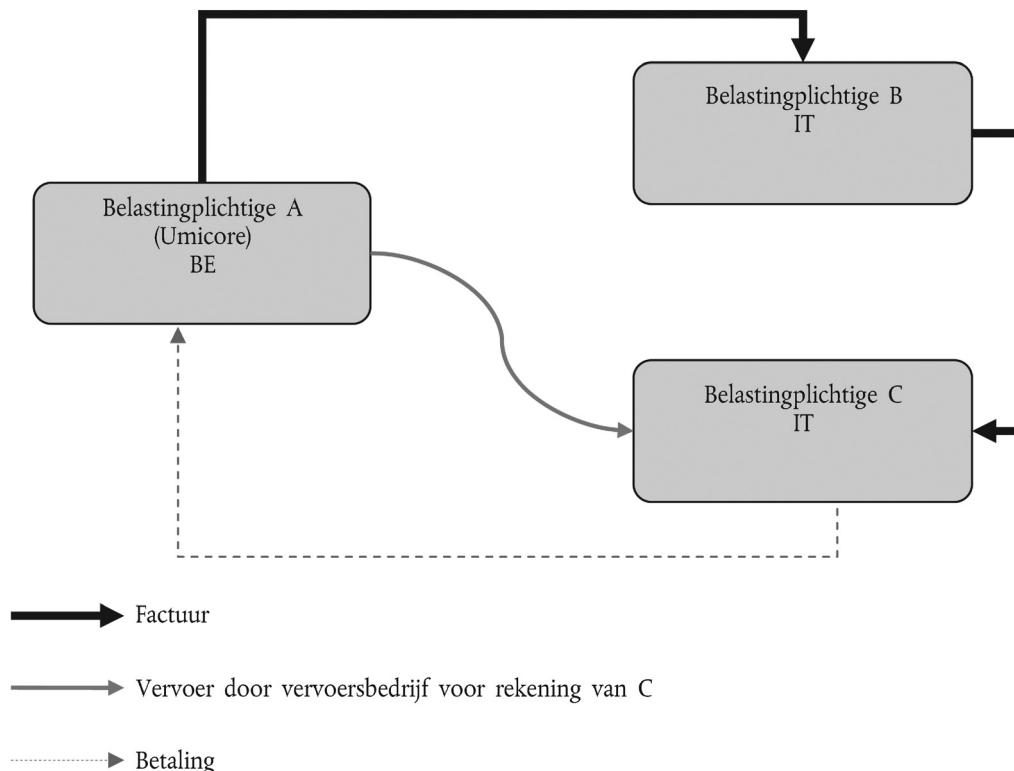 Belastingplichtige B
IT
Belastingplichtige A
(Umicore)
BE
Belastingplichtige C
IT
Factuur
Vervoer door vervoersbedrijf voor rekening van C
Betaling